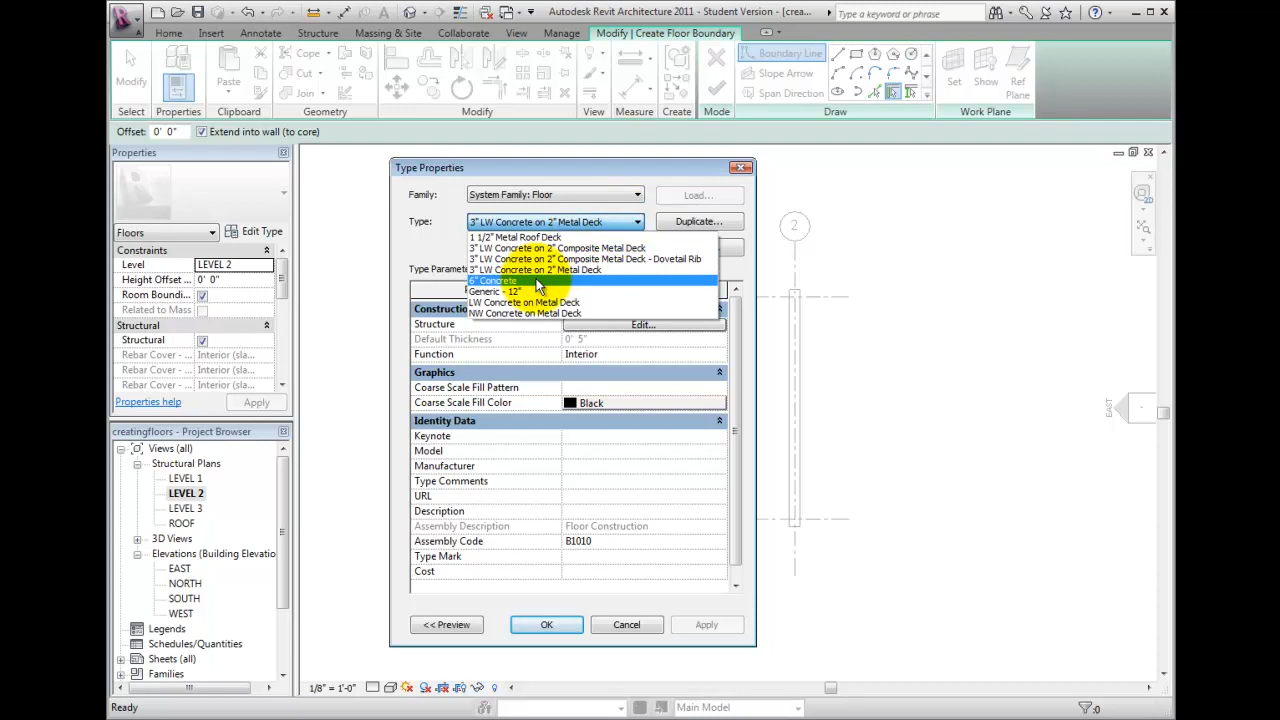 Autodesk Revit Architecture 2011 - Student Version - [crea...
Type a keyword or phrase
Home Insert Annotate Structure Massing & Site Collaborate View Manage Modify | Create Floor Boundary
Modify
Paste
Cope
Cut
Join
Boundary Line
Slope Arrow
Span Direction
Set
Show
Ref Plane
Select Properties Clipboard Geometry Modify View Measure Create Mode Draw Work Plane
Offset: 0' 0" Extend into wall (to core)
Properties
Floors
Edit Type
Constraints
Level LEVEL 2
Height Offset ... 0' 0"
Room Boundi...
Related to Mass
Structural
Structural
Rebar Cover - ... Interior (sla...
Rebar Cover - ... Interior (sla...
Rebar Cover - ... Interior (sla...
Properties help Apply
creatingfloors - Project Browser
Views (all)
Structural Plans
LEVEL 1
LEVEL 2
LEVEL 3
ROOF
3D Views
Elevations (Building Elevatio
EAST
NORTH
SOUTH
WEST
Legends
Schedules/Quantities
Sheets (all)
Families
Type Properties
Family: System Family: Floor Load...
Type: 3" LW Concrete on 2" Metal Deck Duplicate...
1 1/2" Metal Roof Deck
3" LW Concrete on 2" Composite Metal Deck
3" LW Concrete on 2" Composite Metal Deck - Dovetail Rib
3" LW Concrete on 2" Metal Deck
6" Concrete
Generic - 12"
LW Concrete on Metal Deck
NW Concrete on Metal Deck
Type Parameter
Construction
Structure Edit...
Default Thickness 0' 5"
Function Interior
Graphics
Coarse Scale Fill Pattern
Coarse Scale Fill Color Black
Identity Data
Keynote
Model
Manufacturer
Type Comments
URL
Description
Assembly Description Floor Construction
Assembly Code B1010
Type Mark
Cost
<< Preview OK Cancel Apply
2
EAST
1/8" = 1'-0"
Ready
Main Model
:0